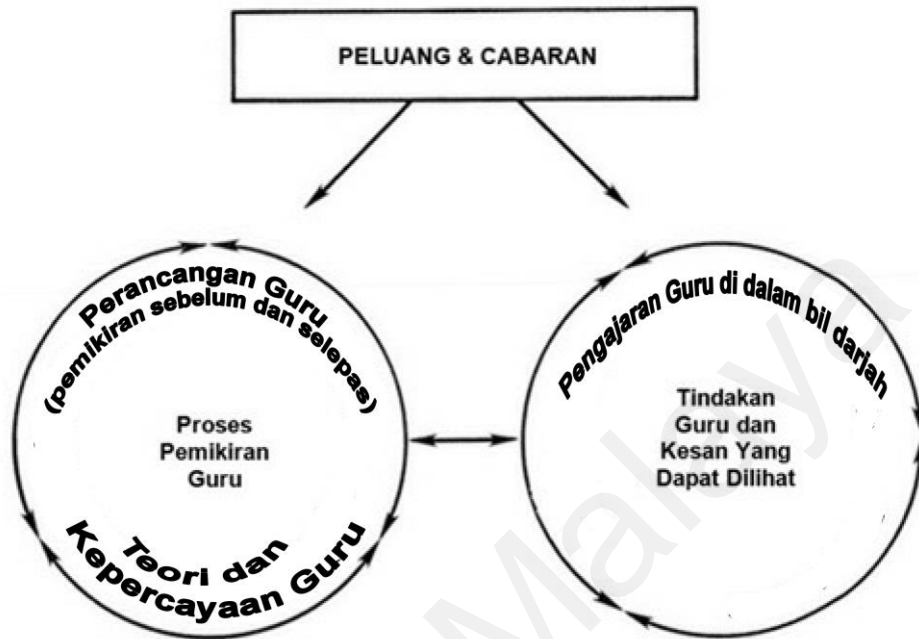 PELUANG & CABARAN
Perancangan Guru
(pemikiran sebelum dan selepas)
Proses
Pemikiran
Guru
Teori dan
Kepercayaan Guru
Pengajaran Guru di dalam bil darjah
Tindakan
Guru dan
Kesan Yang
Dapat Dilihat
Malaya